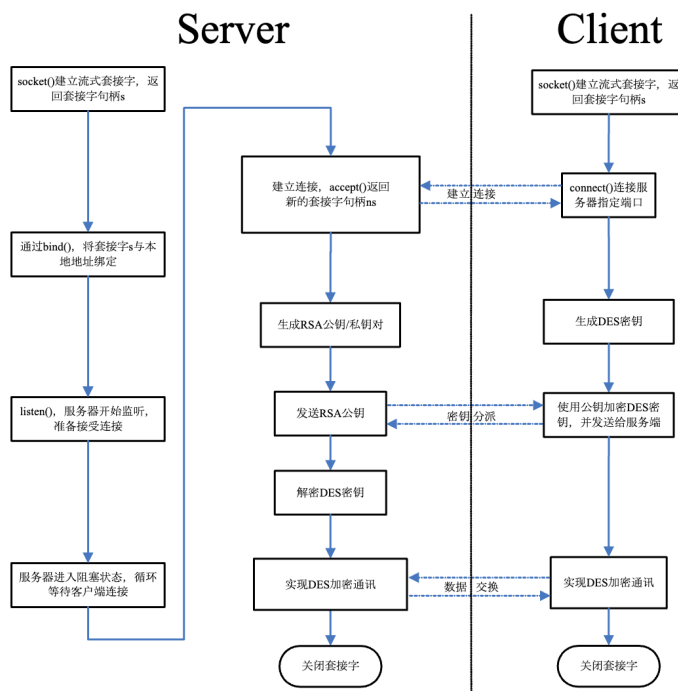 Server
Client
socket()建立流式套接字，返
回套接字句柄s
通过bind()，将套接字s与本
地地址绑定
listen()，服务器开始监听，
准备接受连接
服务器进入阻塞状态，循环
等待客户端连接
建立连接，accept()返回
新的套接字句柄ns
生成RSA公钥/私钥对
发送RSA公钥
解密DES密钥
实现DES加密通讯
关闭套接字
建立连接
密钥分派
数据 交换
socket()建立流式套接字，返
回套接字句柄s
connect()连接服
务器指定端口
生成DES密钥
使用公钥加密DES密
钥，并发送给服务端
实现DES加密通讯
关闭套接字